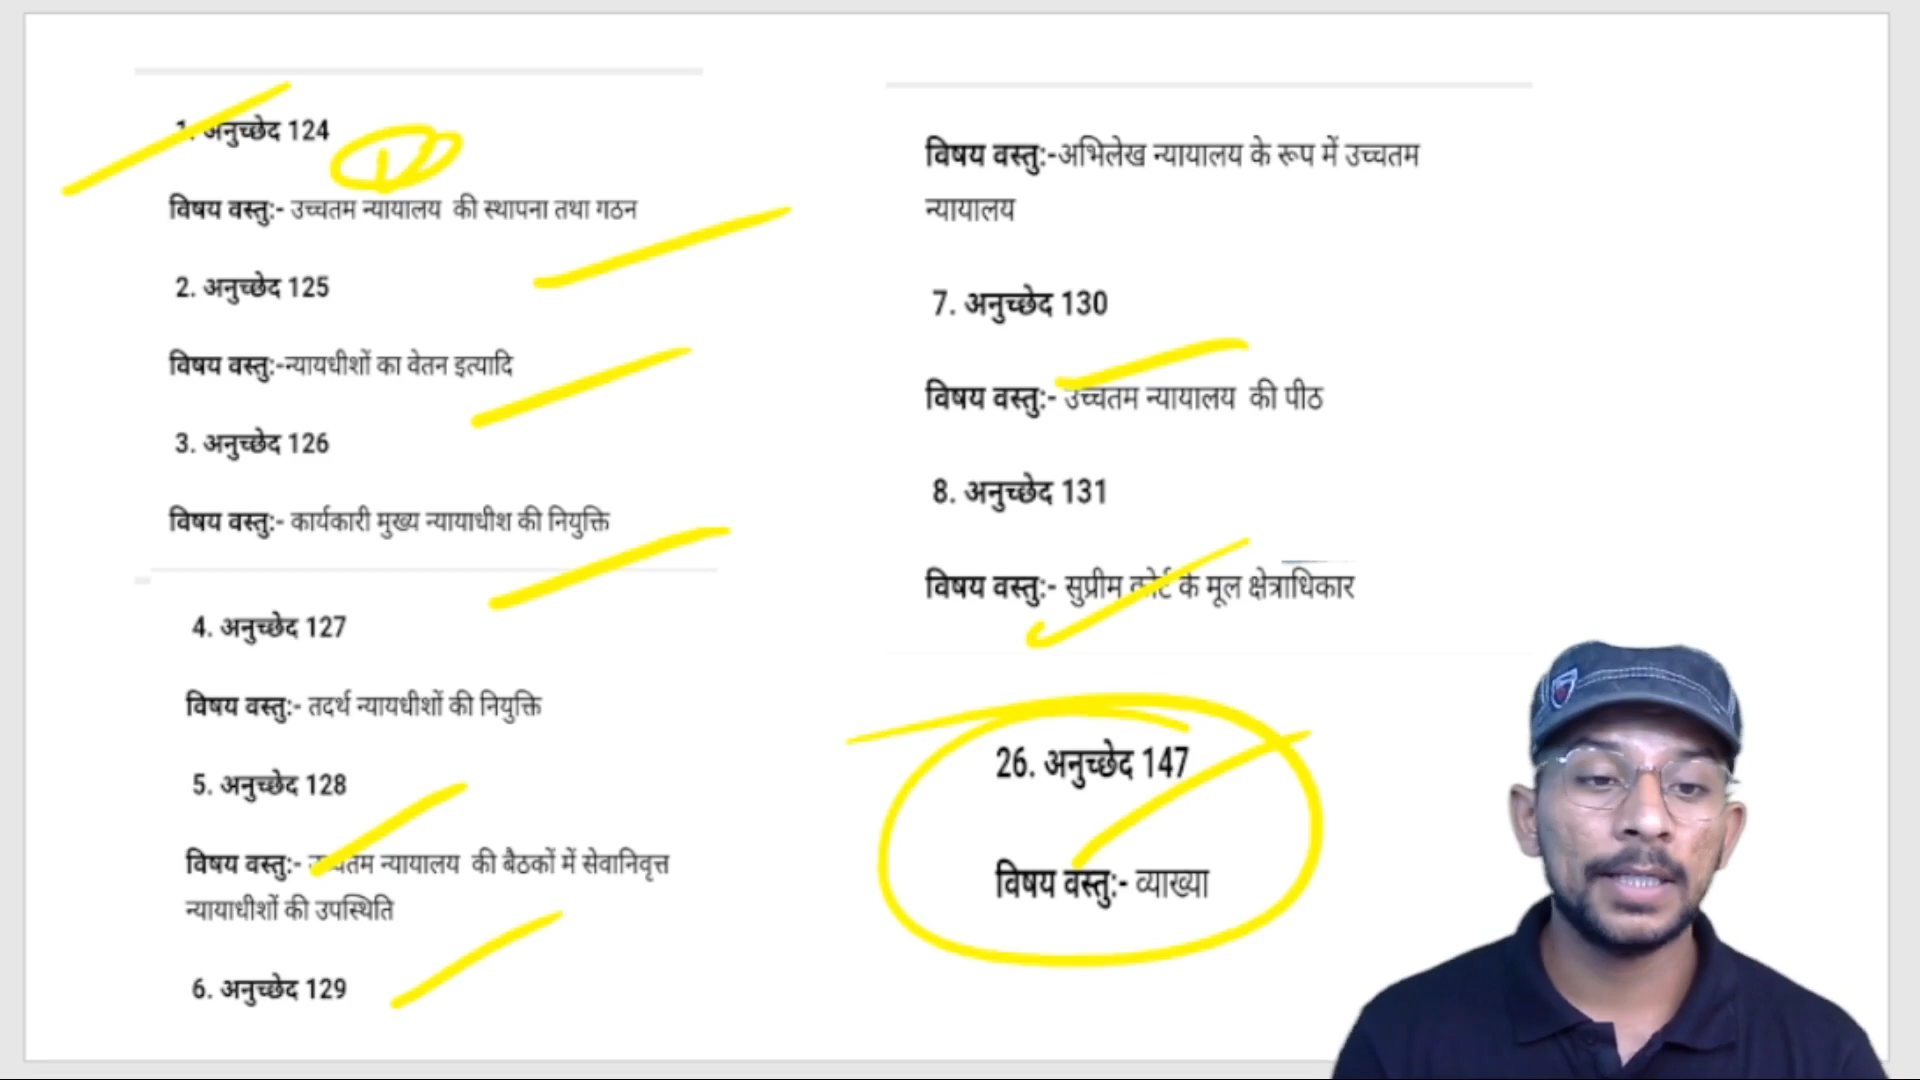 1. अनुच्छेद 124
विषय वस्तु:- उच्चतम न्यायालय की स्थापना तथा गठन
2. अनुच्छेद 125
विषय वस्तु:-न्यायधीशों का वेतन इत्यादि
3. अनुच्छेद 126
विषय वस्तु:- कार्यकारी मुख्य न्यायाधीश की नियुक्ति
4. अनुच्छेद 127
विषय वस्तु:- तदर्थ न्यायधीशों की नियुक्ति
5. अनुच्छेद 128
विषय वस्तु:- उच्चतम न्यायालय की बैठकों में सेवानिवृत्त
न्यायाधीशों की उपस्थिति
6. अनुच्छेद 129
विषय वस्तु:-अभिलेख न्यायालय के रूप में उच्चतम
न्यायालय
7. अनुच्छेद 130
विषय वस्तु:- उच्चतम न्यायालय की पीठ
8. अनुच्छेद 131
विषय वस्तु:- सुप्रीम कोर्ट के मूल क्षेत्राधिकार
26. अनुच्छेद 147
विषय वस्तु:- व्याख्या